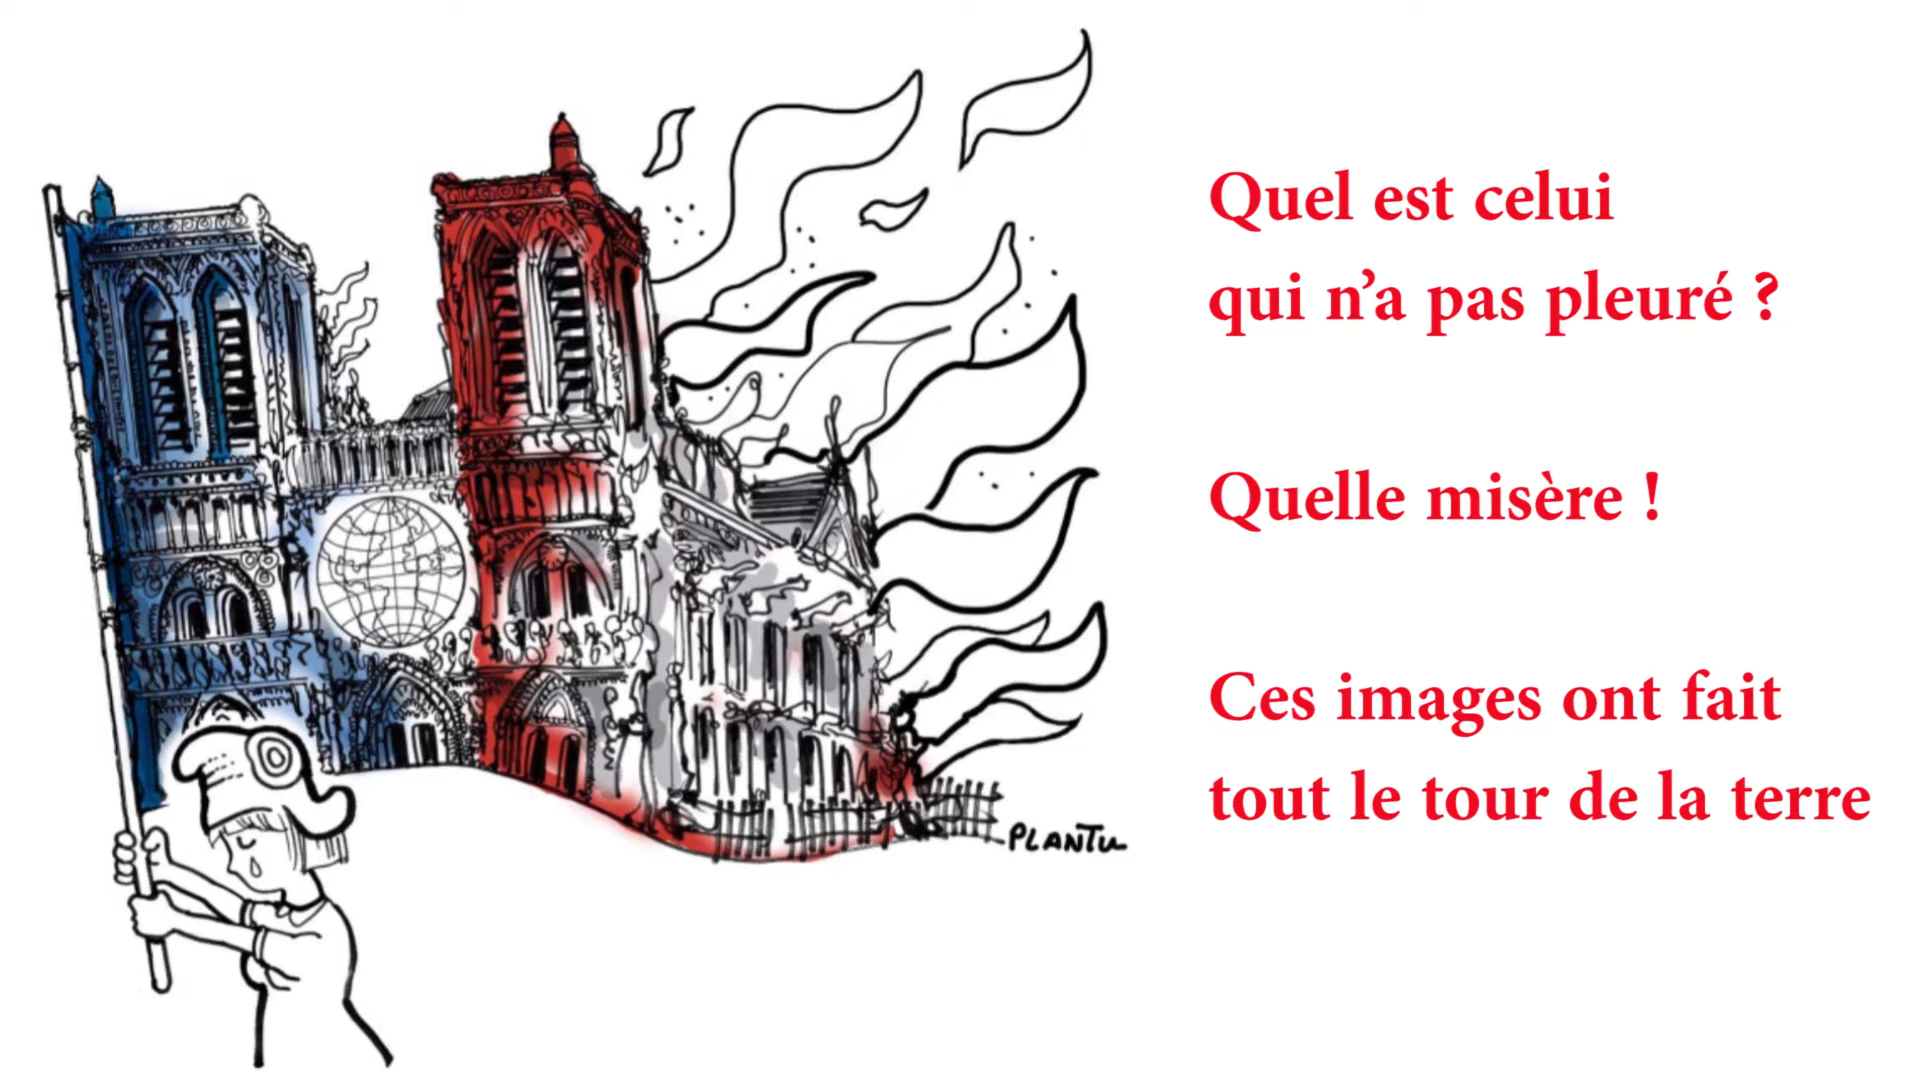 Quel est celui
qui n’a pas pleuré ?
Quelle misère !
Ces images ont fait
tout le tour de la terre
PLANTU